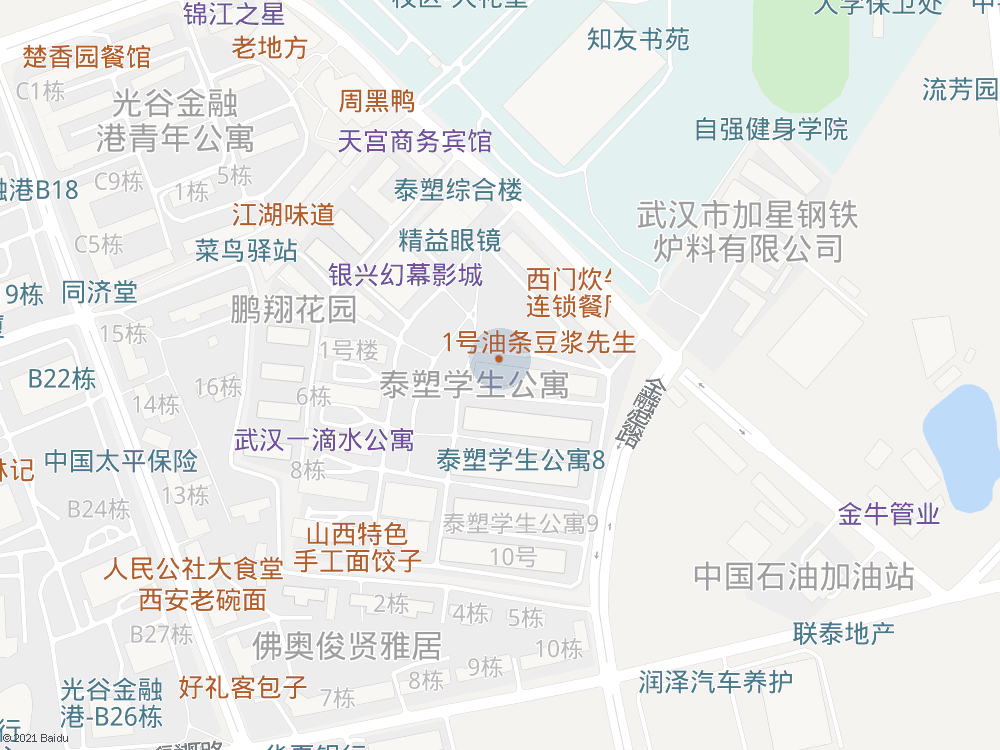 锦江之星
大学保卫处
楚香园餐馆
老地方
知友书苑
C1栋
光谷金融
港青年公寓
周黑鸭
流芳园
天宫商务宾馆
自强健身学院
C9栋
1栋
5栋
融港B18
泰塑综合楼
江湖味道
武汉市加星钢铁
炉料有限公司
C5栋
菜鸟驿站
精益眼镜
银兴幻幕影城
西门炊牛
连锁餐厅
9栋
同济堂
鹏翔花园
15栋
1号楼
1号油条豆浆先生
B22栋
16栋
14栋
6栋
泰塑学生公寓
金融港路
武汉一滴水公寓
中国太平保险
8栋
泰塑学生公寓8
13栋
B24栋
金牛管业
泰塑学生公寓9
山西特色
手工面饺子
10号
人民公社大食堂
西安老碗面
中国石油加油站
2栋
4栋
5栋
B27栋
佛奥俊贤雅居
10栋
联泰地产
9栋
8栋
7栋
光谷金融
港-B26栋
好礼客包子
润泽汽车养护
© 2021 Baidu